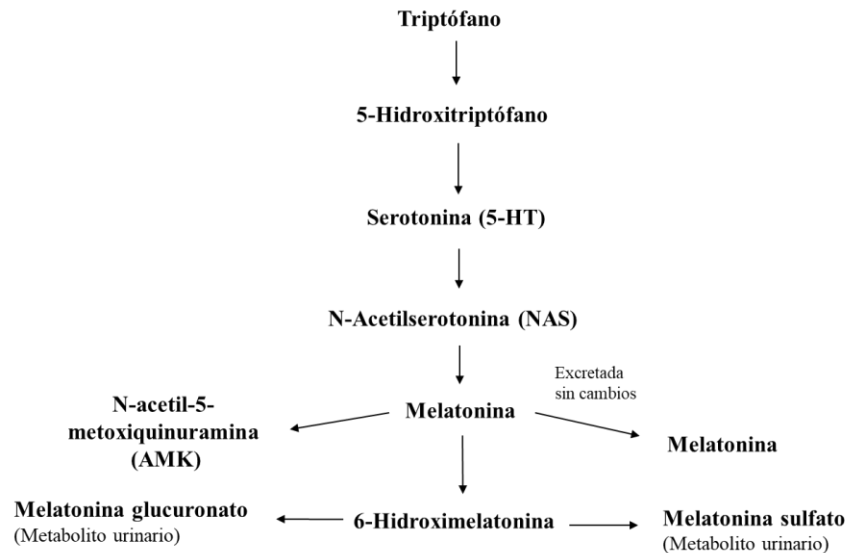 Triptófano
5-Hidroxitriptófano
Serotonina (5-HT)
N-Acetilserotonina (NAS)
Excretada
sin cambios
N-acetil-5-
metoxiquinuramina
(AMK)
Melatonina
Melatonina
Melatonina glucuronato
(Metabolito urinario)
6-Hidroximelatonina
Melatonina sulfato
(Metabolito urinario)